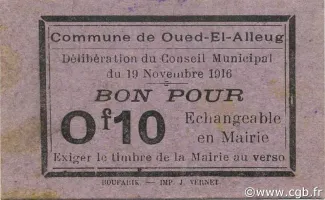 Commune de Oued-El-Alleug
Délibération du Conseil Municipal
du 19 Novembre 1916
BON POUR
0f10 Echangeable
en Mairie
Exiger le timbre de la Mairie au verso
BOUFARIK. — IMP. J. VERNET.
© www.cgb.fr